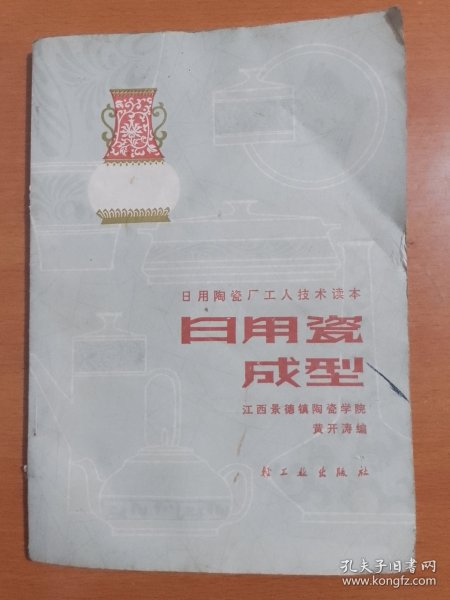 日用陶瓷厂工人技术读本
日用瓷
成型
江西景德镇陶瓷学院
黄开涛编
轻工业出版社
孔夫子旧书网
www.kongfz.com